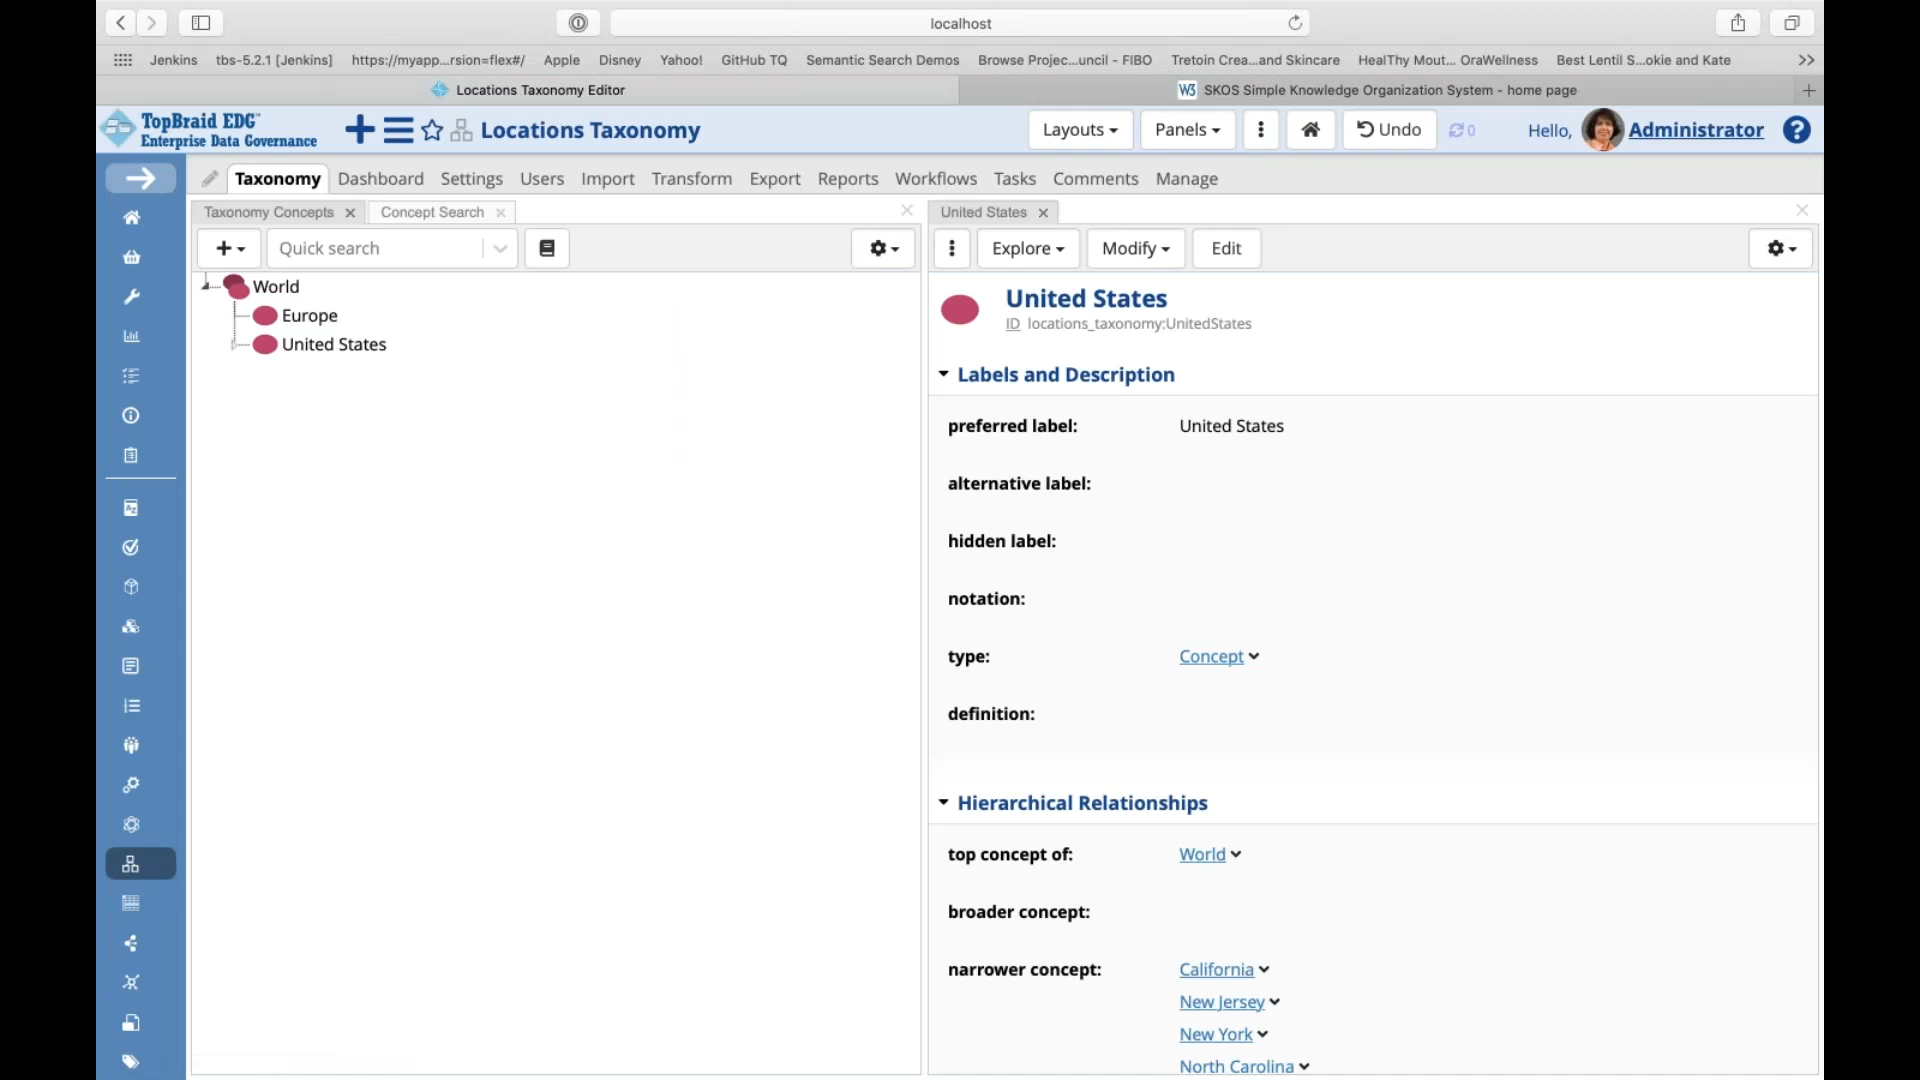 localhost
Jenkins tbs-5.2.1 [Jenkins] https://myapp...rsion=flex#/ Apple Disney Yahoo! GitHub TQ Semantic Search Demos Browse Projec...uncil - FIBO Tretoin Crea...and Skincare HealThy Mout... OraWellness Best Lentil S...okie and Kate
Locations Taxonomy Editor W3 SKOS Simple Knowledge Organization System - home page
TopBraid EDG™
Enterprise Data Governance
Locations Taxonomy Layouts Panels Undo 0 Hello, Administrator ?
Taxonomy Dashboard Settings Users Import Transform Export Reports Workflows Tasks Comments Manage
Taxonomy Concepts Concept Search United States
Quick search Explore Modify Edit
World
Europe
United States
United States
ID locations_taxonomy:UnitedStates
Labels and Description
preferred label: United States
alternative label:
hidden label:
notation:
type: Concept
definition:
Hierarchical Relationships
top concept of: World
broader concept:
narrower concept: California
New Jersey
New York
North Carolina